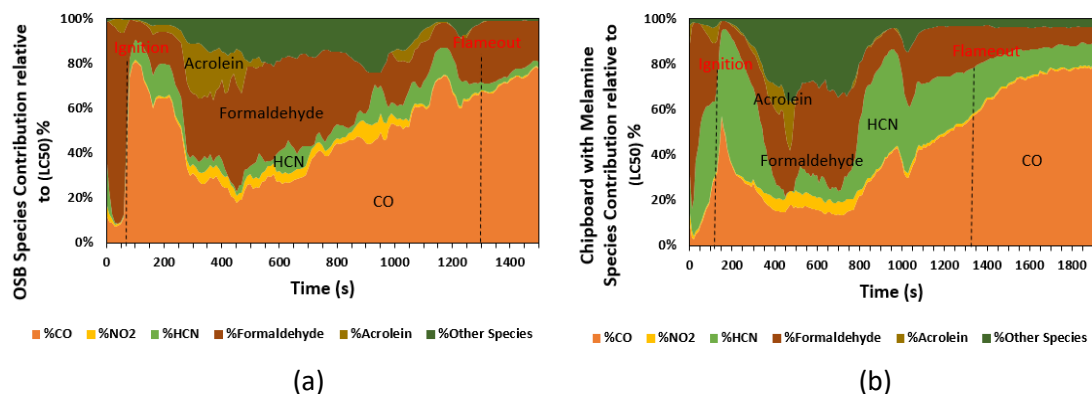 OSB Species Contribution relative
to (LC50) %
100%
80%
60%
40%
20%
0%
Ignition
Acrolein
Formaldehyde
HCN
CO
Flameout
0 200 400 600 800 1000 1200 1400
Time (s)
%CO %NO2 %HCN %Formaldehyde %Acrolein %Other Species
(a)
Chipboard with Melamine
Species Contribution relative to
(LC50) %
100%
80%
60%
40%
20%
0%
Ignition
Acrolein
Formaldehyde
HCN
CO
Flameout
0 200 400 600 800 1000 1200 1400 1600 1800
Time (s)
%CO %NO2 %HCN %Formaldehyde %Acrolein %Other Species
(b)